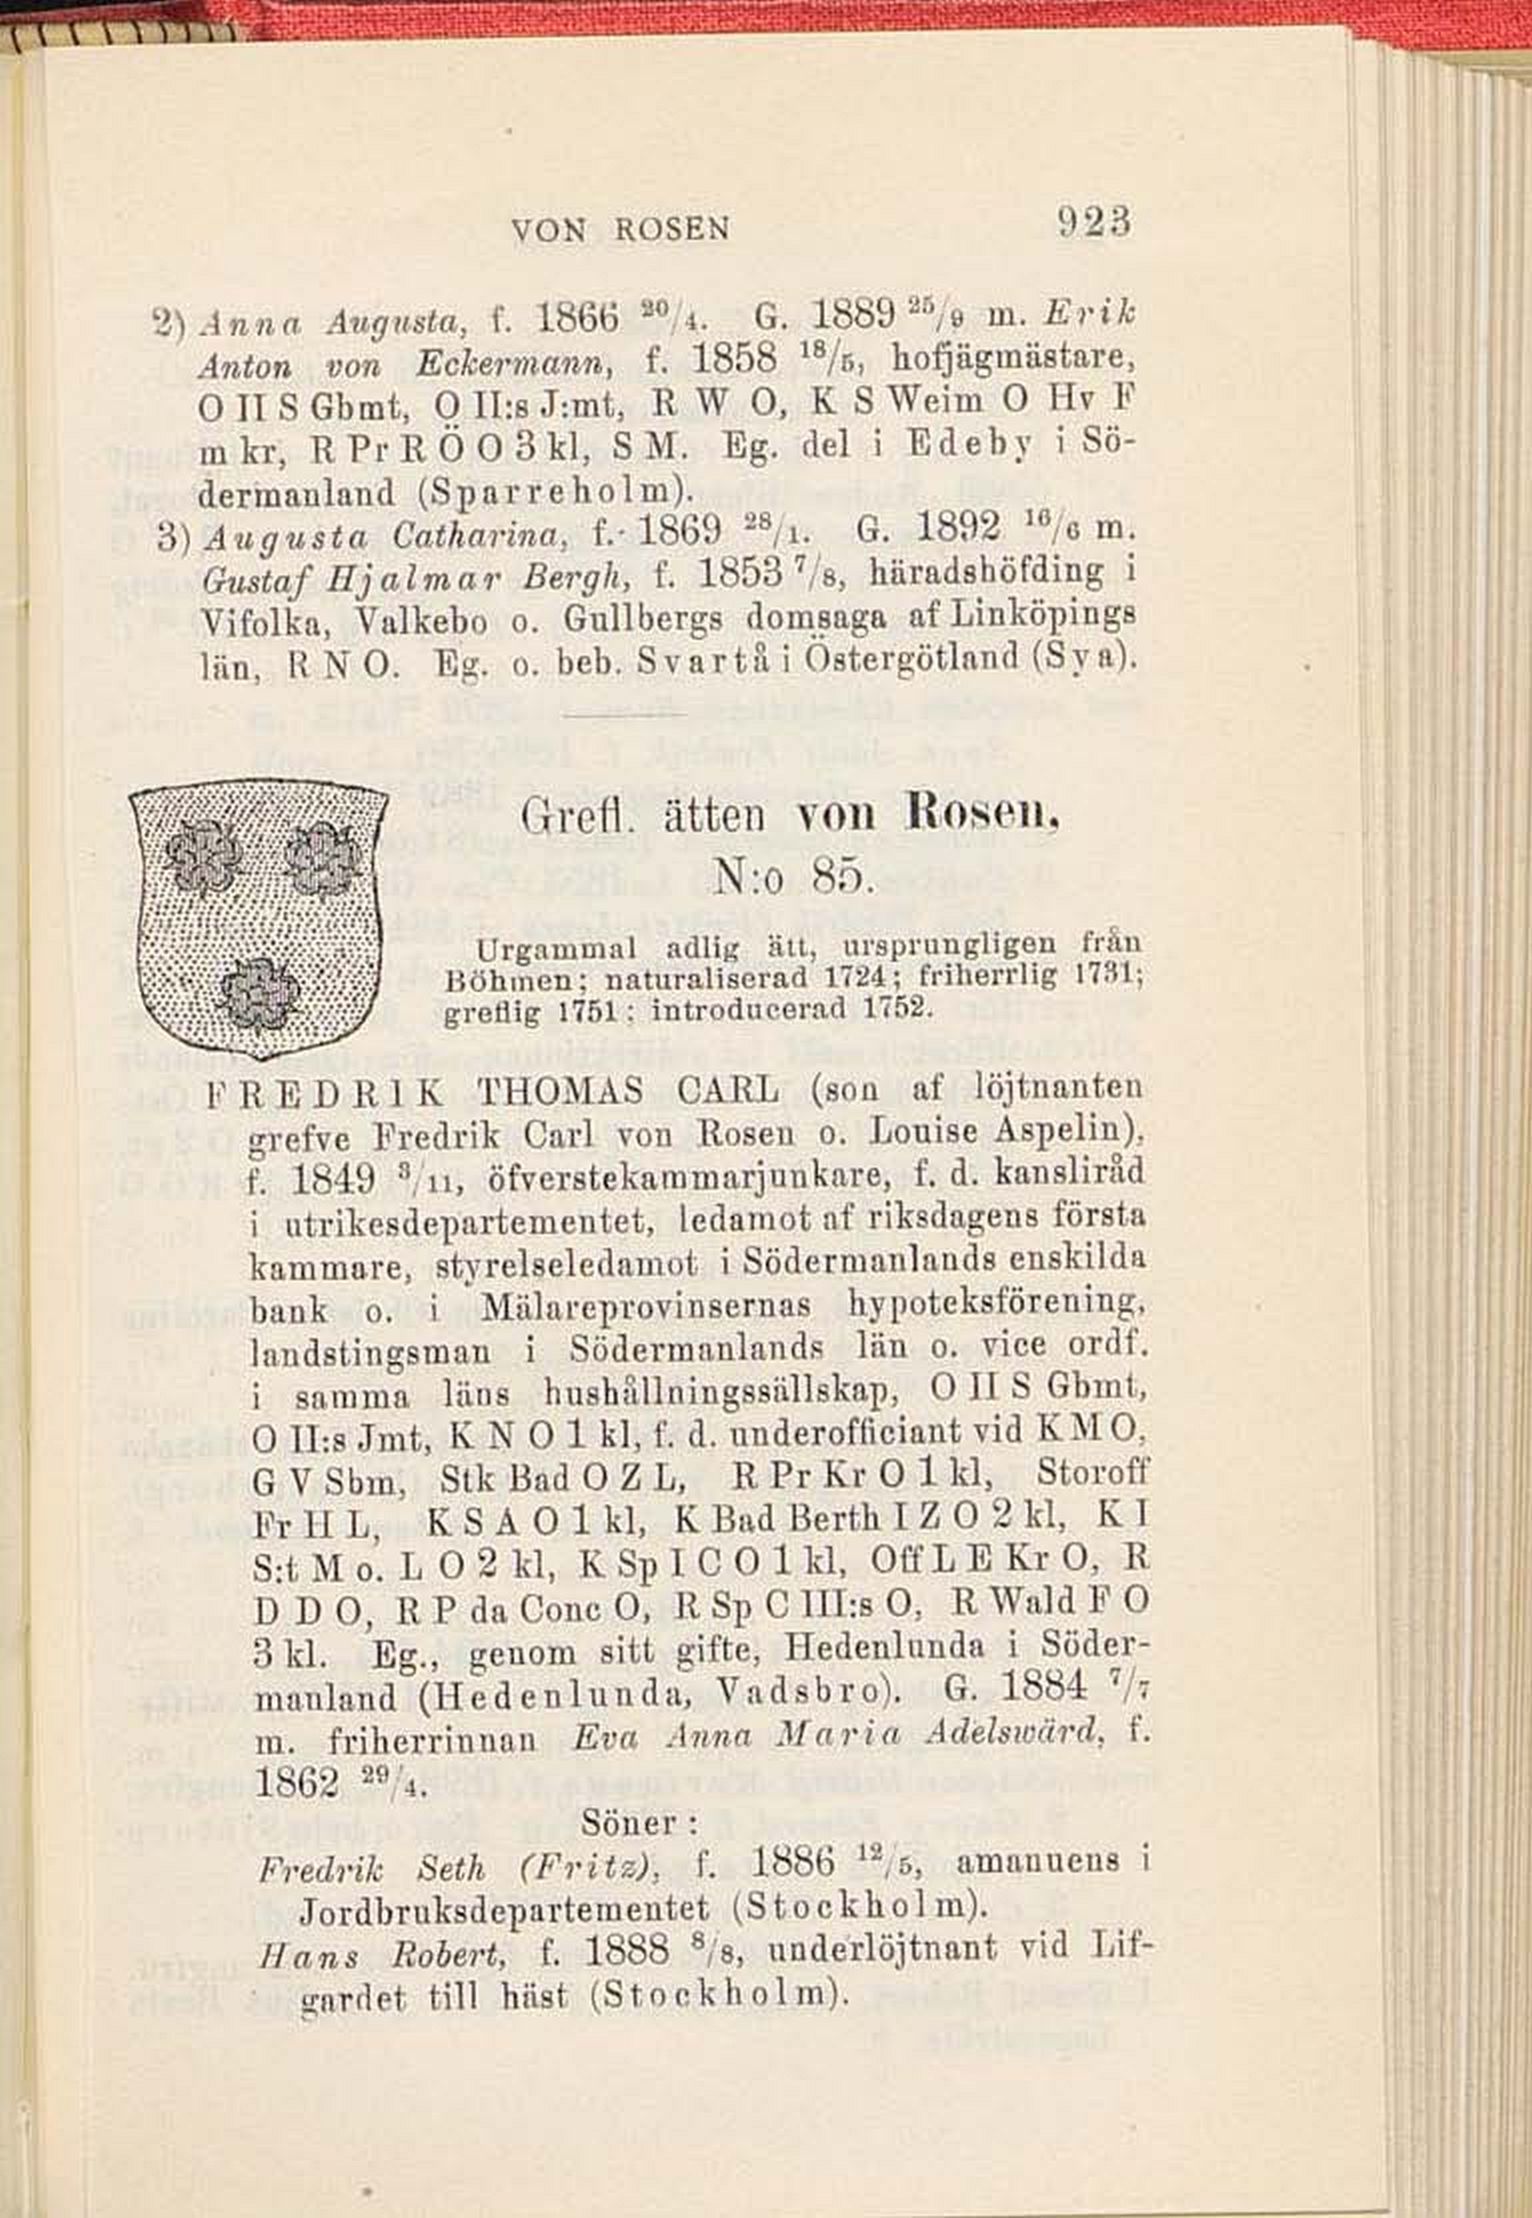 VON ROSEN 923
2) Anna Augusta, f. 1866 20/4. G. 1889 25/9 m. Erik
Anton von Eckermann, f. 1858 18/5, hofjägmästare,
O II S Gbmt, O II:s J:mt, R W O, K S Weim O Hv F
m kr, R Pr R Ö O 3 kl, S M. Eg. del i Edeby i Sö-
dermanland (Sparreholm).
3) Augusta Catharina, f. 1869 28/1. G. 1892 16/6 m.
Gustaf Hjalmar Bergh, f. 1853 7/8, häradshöfding i
Vifolka, Valkebo o. Gullbergs domsaga af Linköpings
län, R N O. Eg. o. beb. Svartå i Östergötland (Sya).
Grefl. ätten von Rosen,
N:o 85.
Urgammal adlig ätt, ursprungligen från
Böhmen; naturaliserad 1724; friherrlig 1731;
greflig 1751; introducerad 1752.
FREDRIK THOMAS CARL (son af löjtnanten
grefve Fredrik Carl von Rosen o. Louise Aspelin),
f. 1849 3/11, öfverstekammarjunkare, f. d. kansliråd
i utrikesdepartementet, ledamot af riksdagens första
kammare, styrelseledamot i Södermanlands enskilda
bank o. i Mälareprovinsernas hypoteksförening,
landstingsman i Södermanlands län o. vice ordf.
i samma läns hushållningssällskap, O II S Gbmt,
O II:s Jmt, K N O 1 kl, f. d. underofficiant vid K M O,
G V Sbm, Stk Bad O Z L, R Pr Kr O 1 kl, Storoff
Fr H L, K S A O 1 kl, K Bad Berth I Z O 2 kl, K I
S:t M o. L O 2 kl, K Sp I C O 1 kl, Off L E Kr O, R
D D O, R P da Conc O, R Sp C III:s O, R Wald F O
3 kl. Eg., genom sitt gifte, Hedenlunda i Söder-
manland (Hedenlunda, Vadsbro). G. 1884 7/7
m. friherrinnan Eva Anna Maria Adelswärd, f.
1862 29/4.
Söner:
Fredrik Seth (Fritz), f. 1886 12/5, amanuens i
Jordbruksdepartementet (Stockholm).
Hans Robert, f. 1888 8/8, underlöjtnant vid Lif-
gardet till häst (Stockholm).